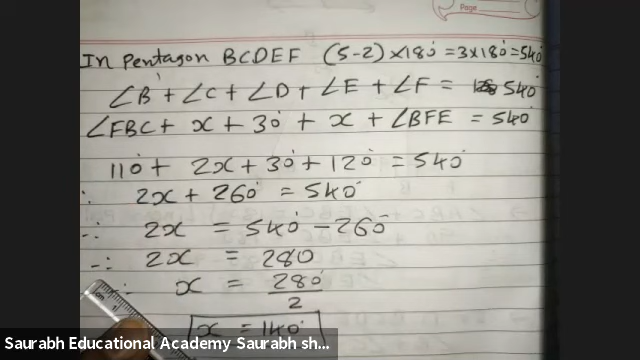 Page
In Pentagon BCDEF (5-2) × 180° = 3 × 180° = 540°
∠B + ∠C + ∠D + ∠E + ∠F = 540°
∠FBC + x + 30° + x + ∠BFE = 540°
110° + 2x + 30° + 120° = 540°
∴ 2x + 260° = 540°
∴ 2x = 540° - 260°
∴ 2x = 280
∴ x = 280°/2
x = 140°
Saurabh Educational Academy Saurabh sh...